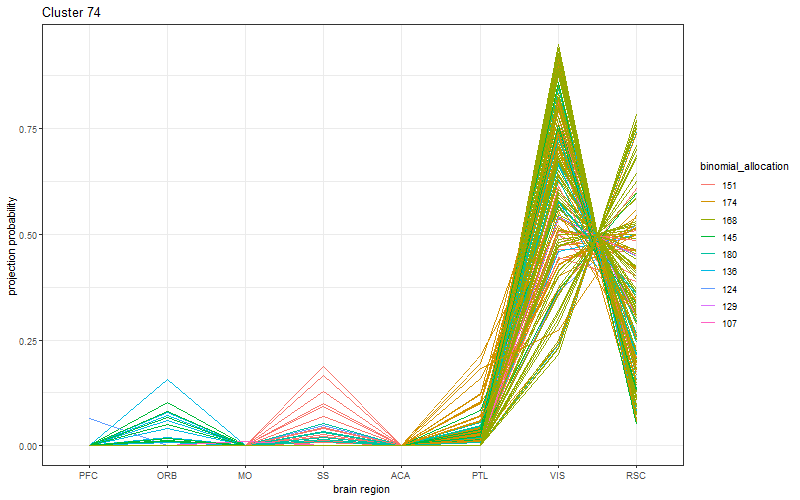 Cluster 74
projection probability
0.75
0.50
0.25
0.00
PFC ORB MO SS ACA PTL VIS RSC
brain region
binomial_allocation
151
174
168
145
180
136
124
129
107